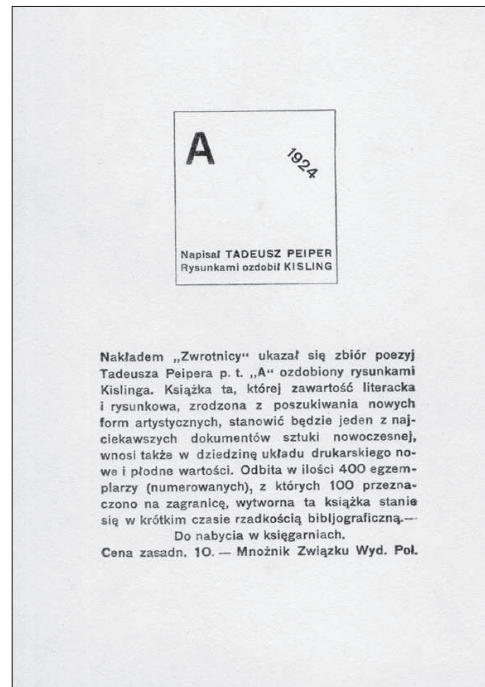 A
1924
Napisał TADEUSZ PEIPER
Rysunkami ozdobił KISLING
Nakładem „Zwrotnicy“ ukazał się zbiór poezyj
Tadeusza Peipera p. t. „A“ ozdobiony rysunkami
Kislinga. Książka ta, której zawartość literacka
i rysunkowa, zrodzona z poszukiwania nowych
form artystycznych, stanowić będzie jeden z naj-
ciekawszych dokumentów sztuki nowoczesnej,
wnosi także w dziedzinę układu drukarskiego no-
we i płodne wartości. Odbita w ilości 400 egzem-
plarzy (numerowanych), z których 100 przezna-
czono na zagranicę, wytworna ta książka stanie
się w krótkim czasie rzadkością bibljograficzną.—
Do nabycia w księgarniach.
Cena zasadn. 10. — Mnożnik Związku Wyd. Pol.